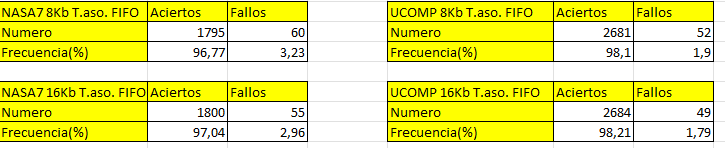 NASA7 8Kb T.aso. FIFO Aciertos Fallos
Numero 1795 60
Frecuencia(%) 96,77 3,23
UCOMP 8Kb T.aso. FIFO Aciertos Fallos
Numero 2681 52
Frecuencia(%) 98,1 1,9
NASA7 16Kb T.aso. FIFO Aciertos Fallos
Numero 1800 55
Frecuencia(%) 97,04 2,96
UCOMP 16Kb T.aso. FIFO Aciertos Fallos
Numero 2684 49
Frecuencia(%) 98,21 1,79